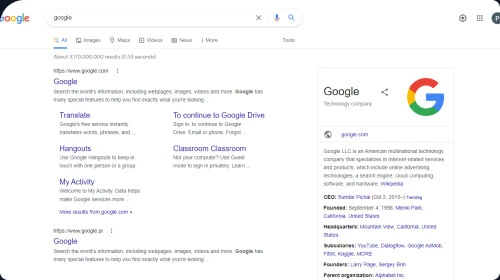 Google
google
All
Images
Maps
Videos
News
More
Tools
About 3,170,000,000 results (0.53 seconds)
https://www.google.com
Google
Search the world's information, including webpages, images, videos and more. Google has
many special features to help you find exactly what you're looking ...
Translate
Google's free service instantly
translates words, phrases, and ...
To continue to Google Drive
Sign in. to continue to Google
Drive. Email or phone. Forgot ...
Hangouts
Use Google Hangouts to keep in
touch with one person or a group.
Classroom Classroom
Not your computer? Use Guest
mode to sign in privately. Learn ...
My Activity
Welcome to My Activity. Data helps
make Google services more ...
More results from google.com »
https://www.google.pl
Google
Search the world's information, including webpages, images, videos and more. Google has
many special features to help you find exactly what you're looking ...
Google
Technology company
google.com
Google LLC is an American multinational technology
company that specializes in Internet-related services
and products, which include online advertising
technologies, a search engine, cloud computing,
software, and hardware. Wikipedia
CEO: Sundar Pichai (Oct 2, 2015–) Trending
Founded: September 4, 1998, Menlo Park,
California, United States
Headquarters: Mountain View, California, United
States
Subsidiaries: YouTube, Dialogflow, Google AdMob,
Fitbit, Kaggle, MORE
Founders: Larry Page, Sergey Brin
Parent organization: Alphabet Inc.